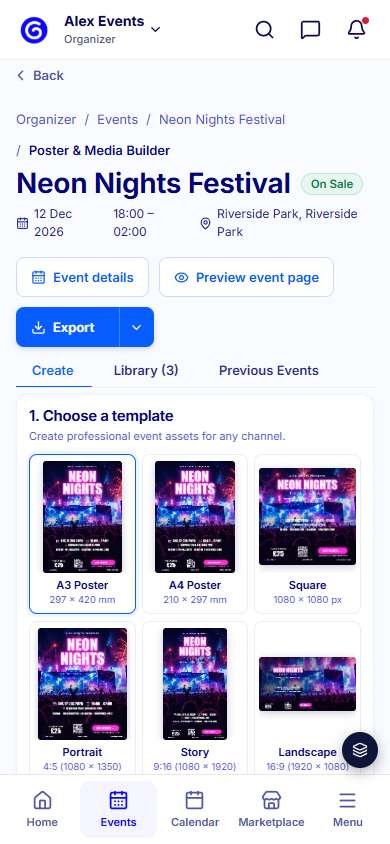 Alex Events
Organizer
Back
Organizer / Events / Neon Nights Festival
/ Poster & Media Builder
Neon Nights Festival On Sale
12 Dec 2026
18:00 – 02:00
Riverside Park, Riverside Park
Event details
Preview event page
Export
Create Library (3) Previous Events
1. Choose a template
Create professional event assets for any channel.
NEON NIGHTS
NEON NIGHTS
NEON NIGHTS
A3 Poster
297 × 420 mm
A4 Poster
210 × 297 mm
Square
1080 × 1080 px
NEON NIGHTS
NEON NIGHTS
NEON NIGHTS
Portrait
4:5 (1080 × 1350)
Story
9:16 (1080 × 1920)
Landscape
16:9 (1920 × 1080)
Home Events Calendar Marketplace Menu